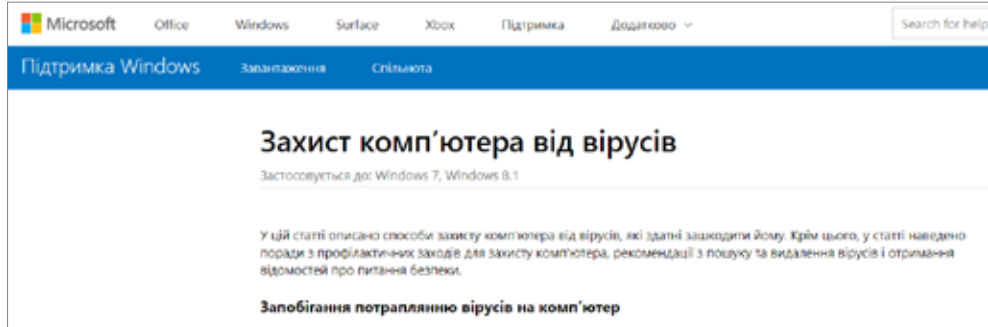 Microsoft Office Windows Surface Xbox Підтримка Додатково Search for help
Підтримка Windows Завантаження Спільнота
Захист комп’ютера від вірусів
Застосовується до: Windows 7, Windows 8.1
У цій статті описано способи захисту комп'ютера від вірусів, які здатні зашкодити йому. Крім цього, у статті наведено
поради з профілактичних заходів для захисту комп'ютера, рекомендації з пошуку та видалення вірусів і отримання
відомостей про питання безпеки.
Запобігання потраплянню вірусів на комп'ютер